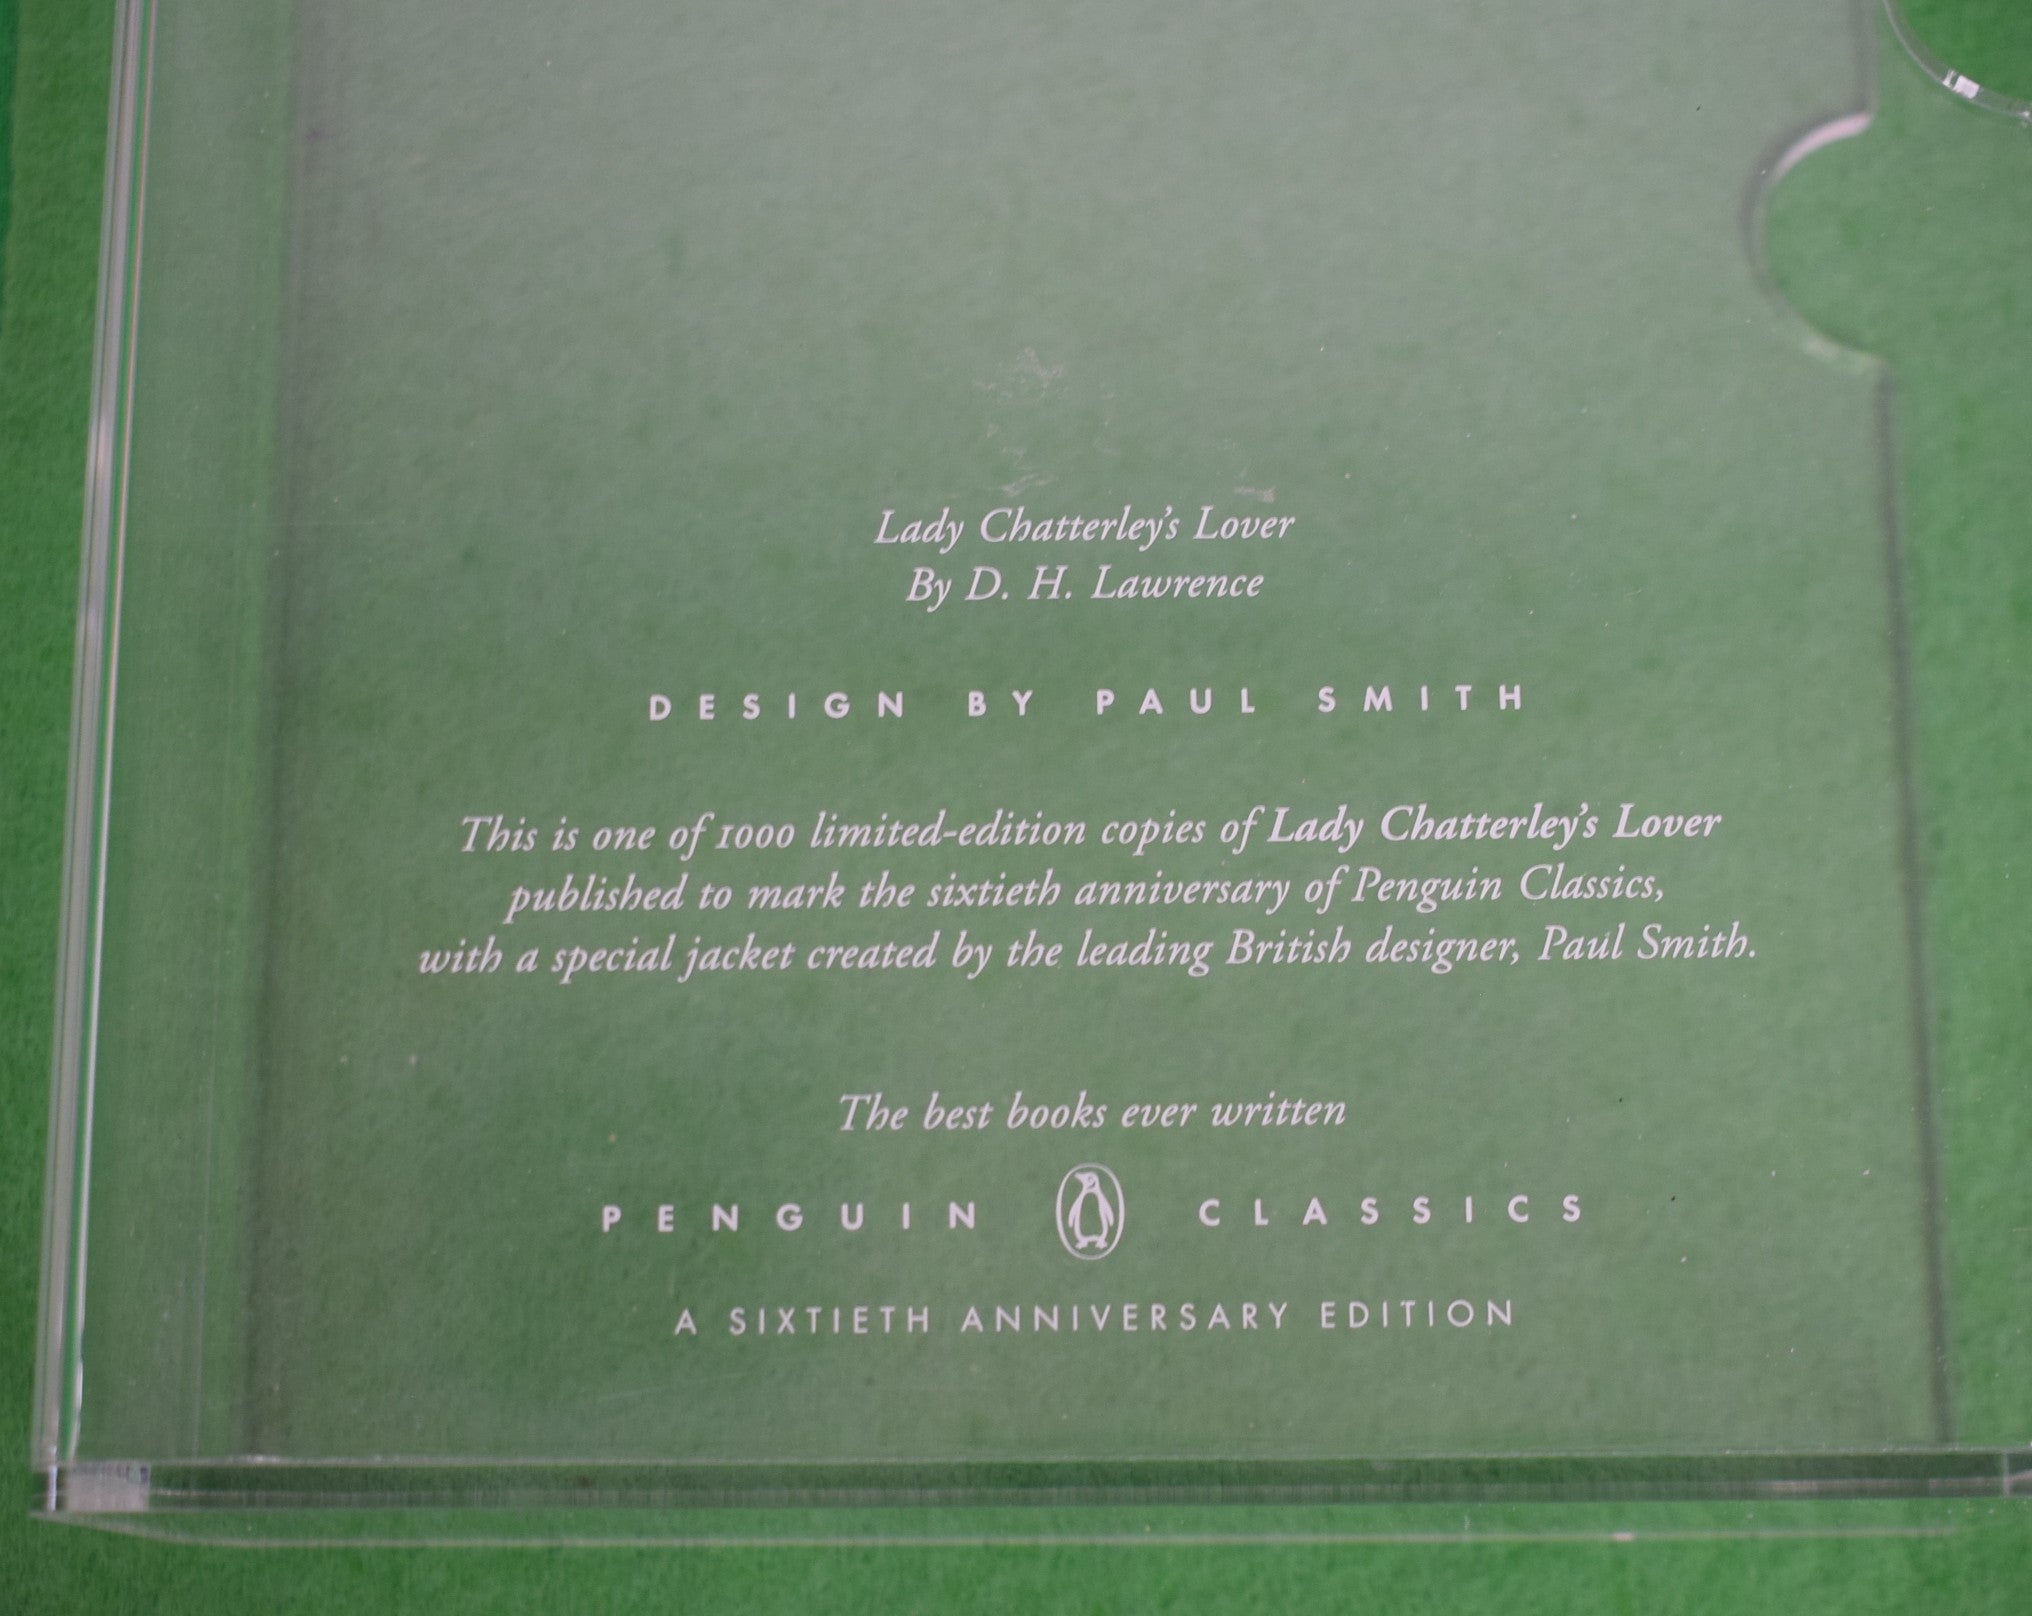 Lady Chatterley's Lover
By D. H. Lawrence
DESIGN BY PAUL SMITH
This is one of 1000 limited-edition copies of Lady Chatterley's Lover
published to mark the sixtieth anniversary of Penguin Classics,
with a special jacket created by the leading British designer, Paul Smith.
The best books ever written
PENGUIN CLASSICS
A SIXTIETH ANNIVERSARY EDITION